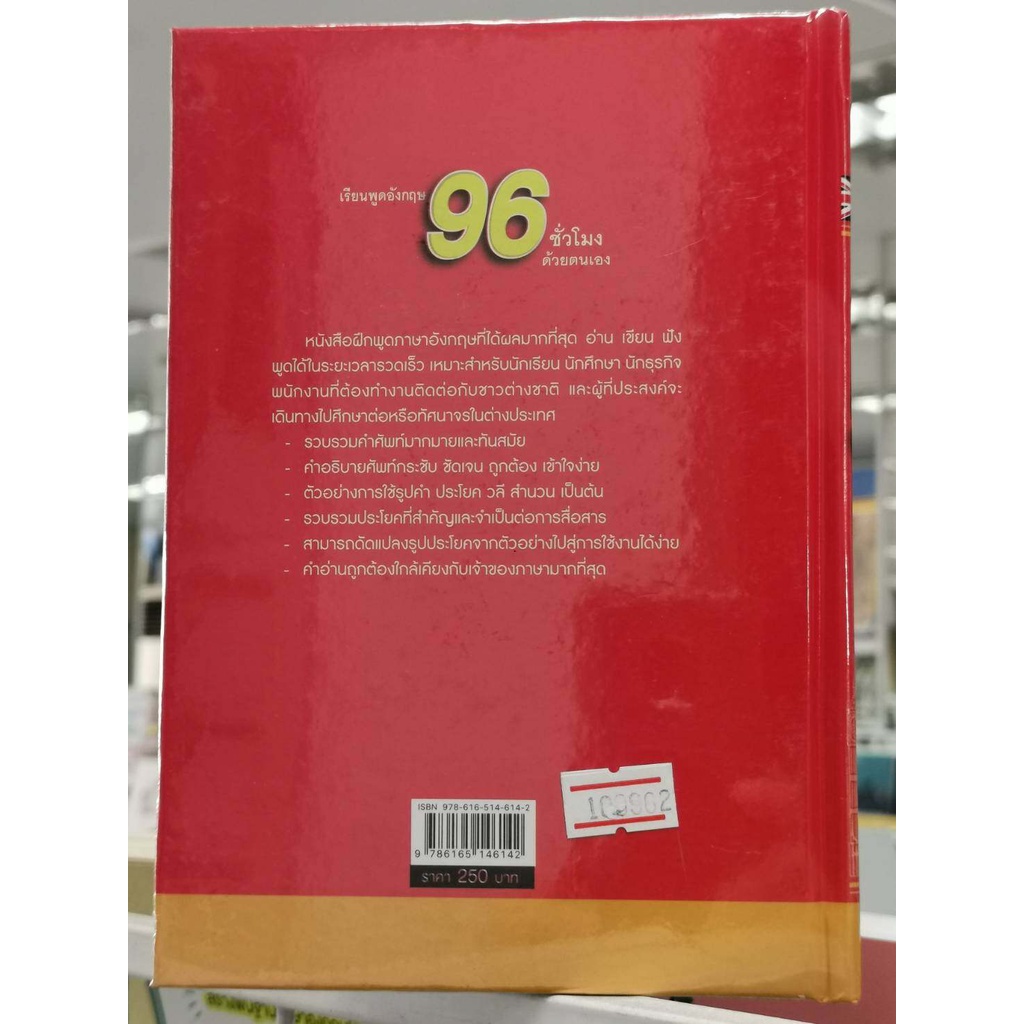 เรียนพูดอังกฤษ
96
ชั่วโมง
ด้วยตนเอง
หนังสือฝึกพูดภาษาอังกฤษที่ได้ผลมากที่สุด อ่าน เขียน ฟัง
พูดได้ในระยะเวลารวดเร็ว เหมาะสำหรับนักเรียน นักศึกษา นักธุรกิจ
พนักงานที่ต้องทำงานติดต่อกับชาวต่างชาติ และผู้ที่ประสงค์จะ
เดินทางไปศึกษาต่อหรือทัศนาจรในต่างประเทศ
- รวบรวมคำศัพท์มากมายและทันสมัย
- คำอธิบายศัพท์กระชับ ชัดเจน ถูกต้อง เข้าใจง่าย
- ตัวอย่างการใช้รูปคำ ประโยค วลี สำนวน เป็นต้น
- รวบรวมประโยคที่สำคัญและจำเป็นต่อการสื่อสาร
- สามารถดัดแปลงรูปประโยคจากตัวอย่างไปสู่การใช้งานได้ง่าย
- คำอ่านถูกต้องใกล้เคียงกับเจ้าของภาษามากที่สุด
ISBN 978-616-514-614-2
9 786165 146142
ราคา 250 บาท